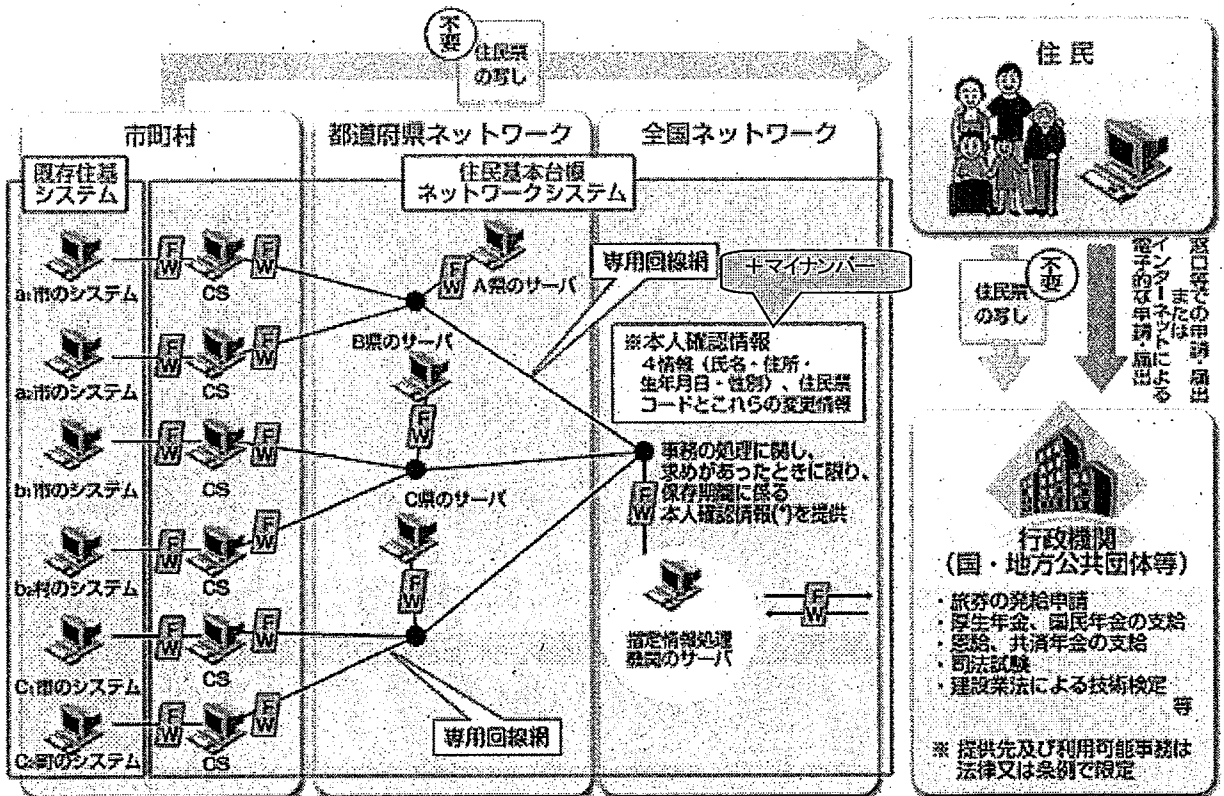 不要
住民票
の写し
住民
市町村
都道府県ネットワーク
全国ネットワーク
既存住基
システム
住民基本台帳
ネットワークシステム
FW
CS
FW
a₁市のシステム
FW
A県のサーバ
専用回線網
+マイナンバー
FW
CS
FW
a₂市のシステム
B県のサーバ
FW
※本人確認情報
4情報(氏名・住所・
生年月日・性別)、住民票
コードとこれらの変更情報
FW
CS
FW
b₁市のシステム
C県のサーバ
FW
事務の処理に関し、
求めがあったときに限り、
保存期間に係る
本人確認情報(*)を提供
FW
FW
CS
FW
b₂村のシステム
FW
指定情報処理
機関のサーバ
FW
CS
FW
C₁市のシステム
FW
CS
FW
C₂町のシステム
専用回線網
不要
住民票
の写し
窓口等での申請・届出
または
インターネットによる
電子的な申請・届出
行政機関
(国・地方公共団体等)
・旅券の発給申請
・厚生年金、国民年金の支給
・恩給、共済年金の支給
・司法試験
・建設業法による技術検定
等
※ 提供先及び利用可能事務は
法律又は条例で限定